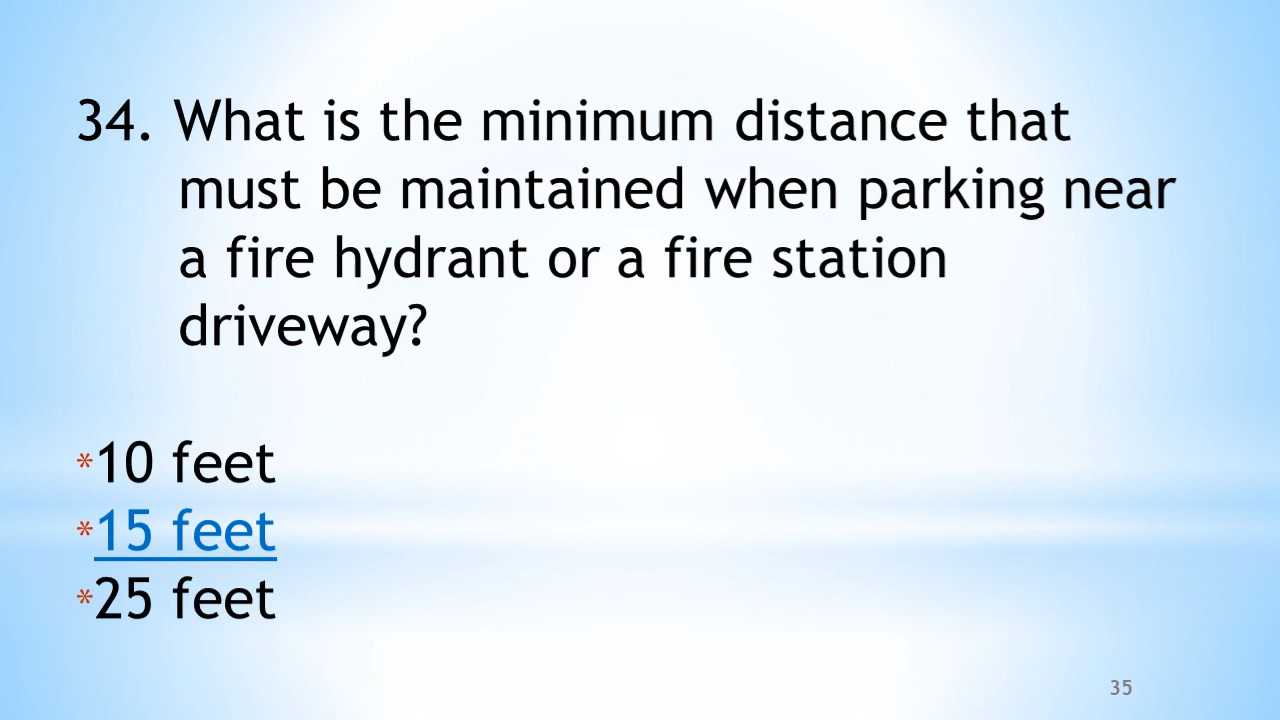 34. What is the minimum distance that
must be maintained when parking near
a fire hydrant or a fire station
driveway?
*10 feet
*15 feet
*25 feet
35